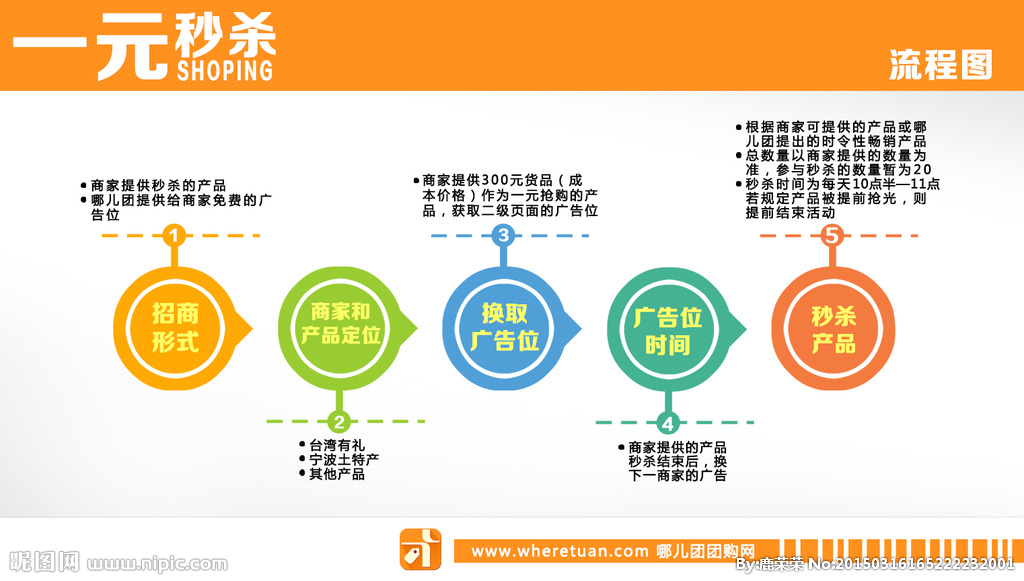 一元秒杀
SHOPING
流程图
●商家提供秒杀的产品
●哪儿团提供给商家免费的广
告位
●商家提供300元货品（成
本价格）作为一元抢购的产
品，获取二级页面的广告位
●根据商家可提供的产品或哪
儿团提出的时令性畅销产品
●总数量以商家提供的数量为
准，参与秒杀的数量暂为20
●秒杀时间为每天10点半—11点
若规定产品被提前抢光，则
提前结束活动
1
3
5
招商
形式
商家和
产品定位
换取
广告位
广告位
时间
秒杀
产品
2
4
●台湾有礼
●宁波土特产
●其他产品
●商家提供的产品
秒杀结束后，换
下一商家的广告
www.wheretuan.com 哪儿团团购网
昵图网 www.nipic.com
By:鹿荣荣 No:20150316165222232001